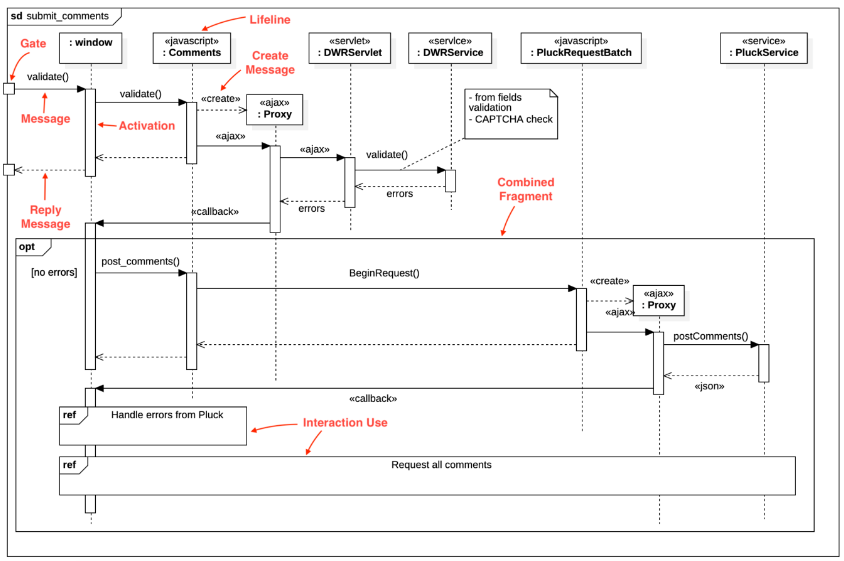 sd submit_comments
Lifeline
: window
«javascript»
: Comments
«servlet»
: DWRServlet
«servlce»
: DWRService
«javascript»
: PluckRequestBatch
«service»
: PluckService
Gate
Create
Message
validate()
validate()
«create»
«ajax»
: Proxy
- from fields
validation
- CAPTCHA check
Message
Activation
«ajax»
«ajax»
validate()
errors
errors
Reply
Message
«callback»
Combined
Fragment
opt
[no errors]
post_comments()
BeginRequest()
«create»
«ajax»
: Proxy
«ajax»
postComments()
«json»
«callback»
ref
Handle errors from Pluck
Interaction Use
ref
Request all comments